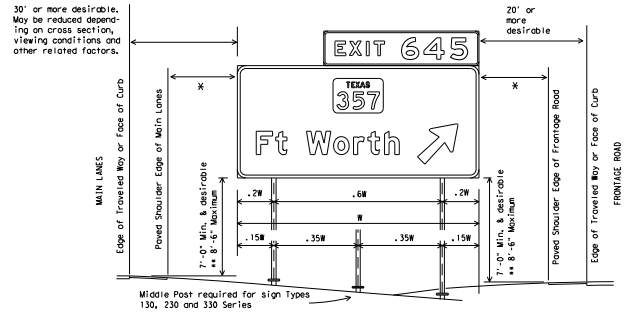 30' or more desirable.
May be reduced depend-
ing on cross section,
viewing conditions and
other related factors.
20' or
more
desirable
EXIT 645
TEXAS
357
Ft Worth
*
*
MAIN LANES
Edge of Traveled Way or Face of Curb
Paved Shoulder Edge of Main Lanes
7'-0" Min. & desirable
** 8'-6" Maximum
.2W .6W .2W
W
.15W .35W .35W .15W
7'-0" Min. & desirable
** 8'-6" Maximum
Paved Shoulder Edge of Frontage Road
Edge of Traveled Way or Face of Curb
FRONTAGE ROAD
Middle Post required for sign Types
130, 230 and 330 Series